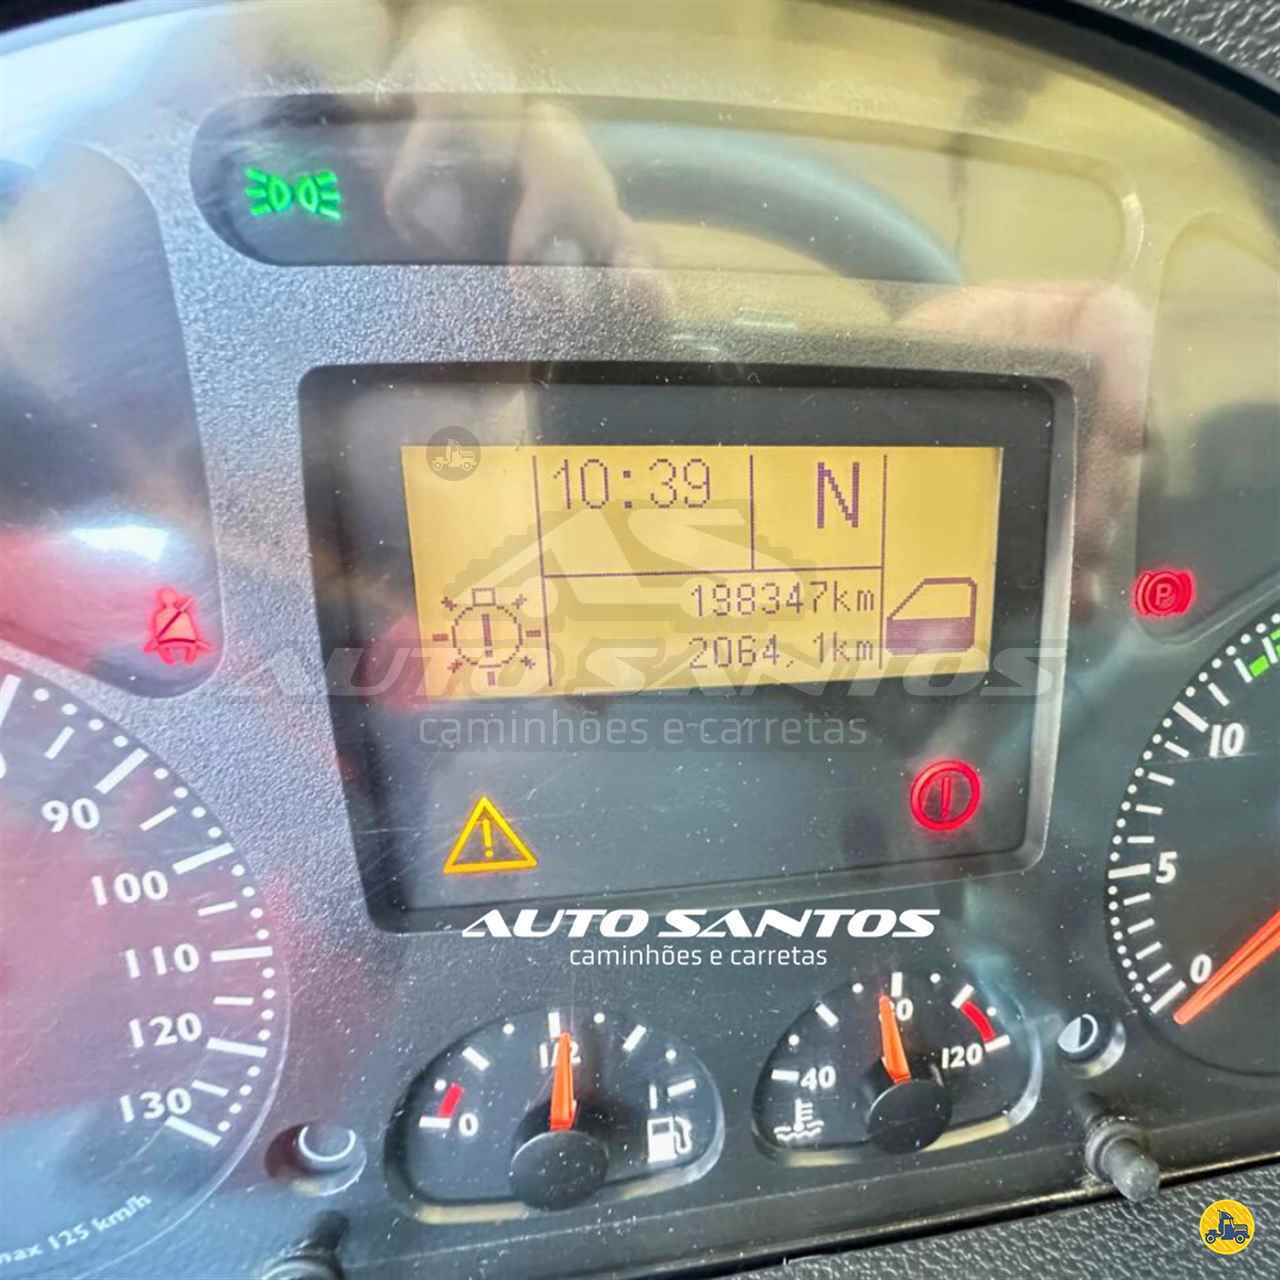 10:39 N
198347km
2064,1km
AUTO SANTOS
caminhões e carretas
P
10
5
0
90
100
110
120
130
max 125 km/h
AUTO SANTOS
caminhões e carretas
0 1/2
40 80 120